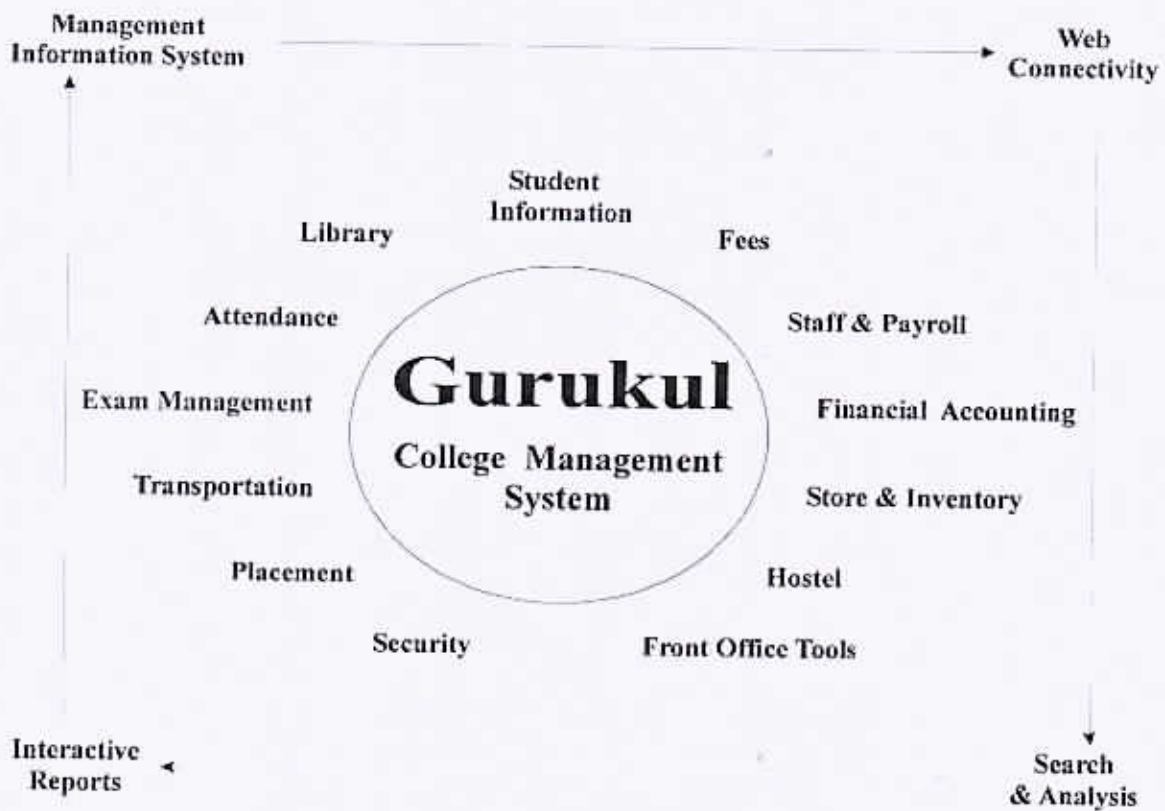 Management
Information System
Web
Connectivity
Student
Information
Library
Fees
Attendance
Staff & Payroll
Gurukul
Exam Management
Financial Accounting
College Management
System
Transportation
Store & Inventory
Placement
Hostel
Security
Front Office Tools
Interactive
Reports
Search
& Analysis